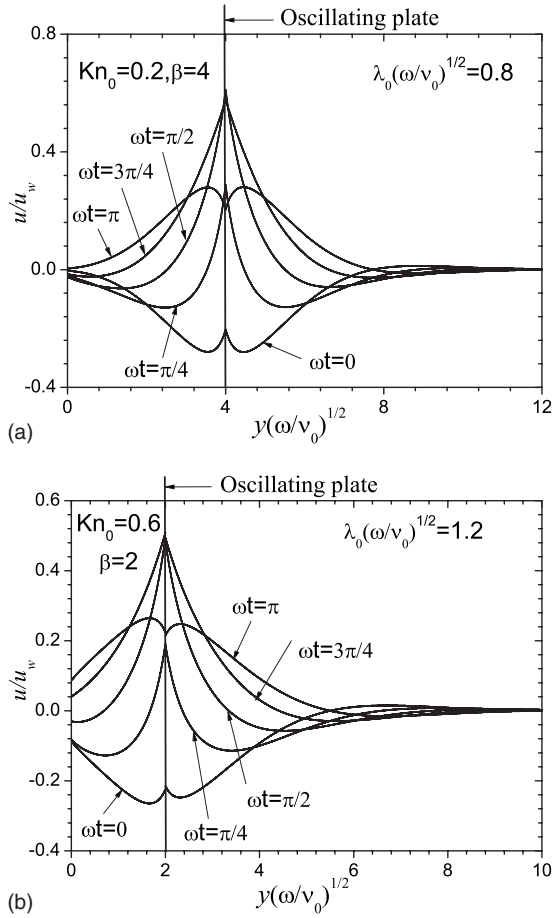 Oscillating plate
0.8
Kn₀=0.2,β=4
λ₀(ω/ν₀)^1/2=0.8
ωt=π/2
0.4
ωt=3π/4
u/u_w
ωt=π
0.0
ωt=0
ωt=π/4
-0.4
0 4 8 12
(a)
y(ω/ν₀)^1/2
Oscillating plate
0.6
Kn₀=0.6
λ₀(ω/ν₀)^1/2=1.2
β=2
0.4
ωt=π
ωt=3π/4
0.2
u/u_w
0.0
ωt=π/2
-0.2
ωt=0
ωt=π/4
-0.4
0 2 4 6 8 10
(b)
y(ω/ν₀)^1/2